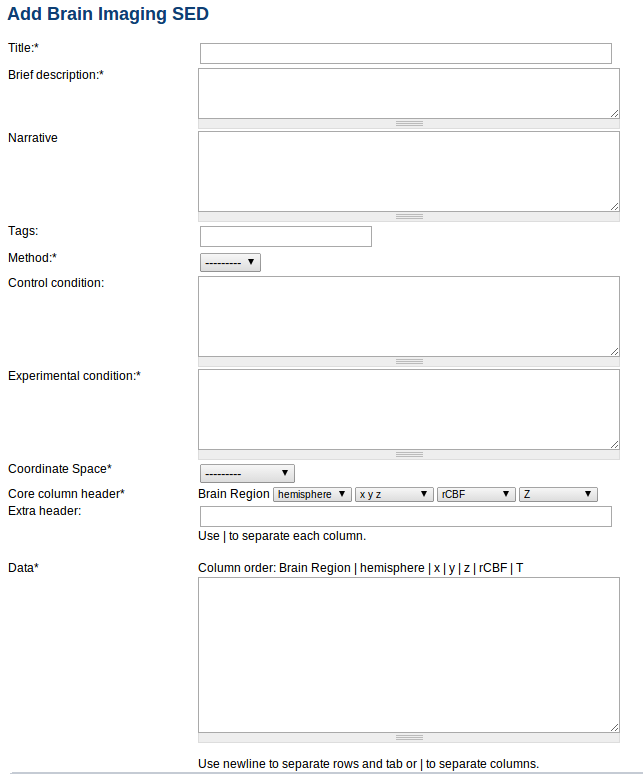 Add Brain Imaging SED
Title:*
Brief description:*
Narrative
Tags:
Method:* ---------
Control condition:
Experimental condition:*
Coordinate Space* ---------
Core column header* Brain Region hemisphere x y z rCBF Z
Extra header:
Use | to separate each column.
Data* Column order: Brain Region | hemisphere | x | y | z | rCBF | T
Use newline to separate rows and tab or | to separate columns.